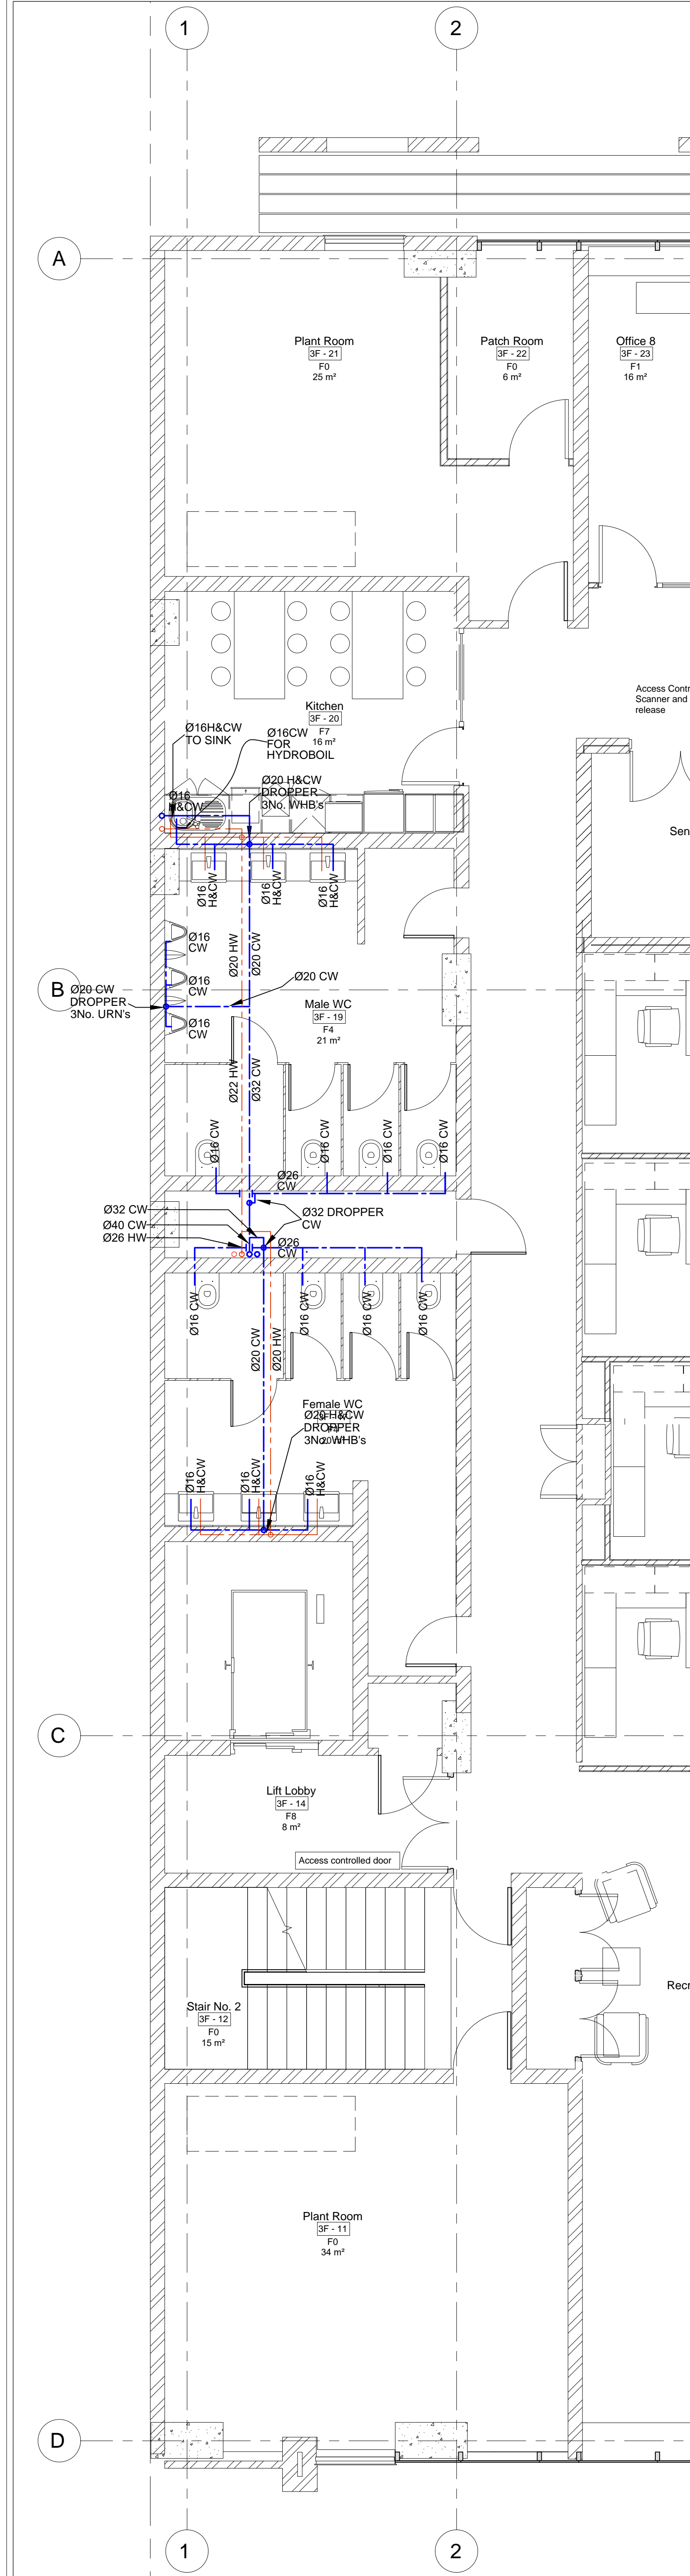 1
2
A
Plant Room
3F - 21
F0
25 m²
Patch Room
3F - 22
F0
6 m²
Office 8
3F - 23
F1
16 m²
Access Contr
Scanner and
release
Kitchen
3F - 20
F7
16 m²
Ø16H&CW
TO SINK
Ø16CW
FOR
HYDROBOIL
Ø20 H&CW
DROPPER
3No. WHB's
Ø16
H&CW
Sen
Ø16
H&CW
Ø16
H&CW
Ø16
H&CW
Ø16
CW
Ø20 HW
Ø20 CW
Ø16
CW
Ø20 CW
B
Ø20 CW
DROPPER
3No. URN's
Male WC
3F - 19
F4
21 m²
Ø16
CW
Ø22 HW
Ø32 CW
Ø16 CW
Ø16 CW
Ø16 CW
Ø16 CW
Ø26
CW
Ø32 CW
Ø40 CW
Ø26 HW
Ø32 DROPPER
CW
Ø26
CW
Ø16 CW
Ø16 CW
Ø16 CW
Ø16 CW
Ø20 CW
Ø20 HW
Female WC
Ø20 H&CW
DROPPER
3No. WHB's
Ø16
H&CW
Ø16
H&CW
Ø16
H&CW
C
Lift Lobby
3F - 14
F8
8 m²
Access controlled door
Stair No. 2
3F - 12
F0
15 m²
Recr
Plant Room
3F - 11
F0
34 m²
D
1
2